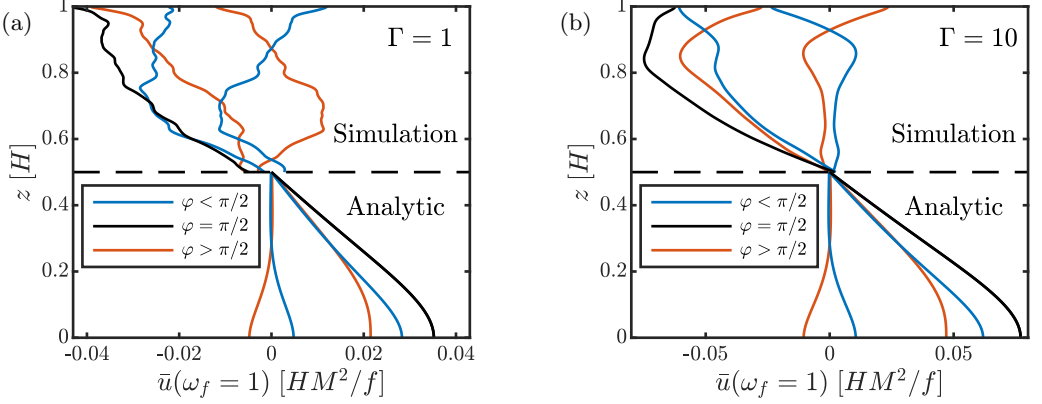 (a)
Γ = 1
z [H]
1
0.8
0.6
0.4
0.2
0
Simulation
Analytic
φ < π/2
φ = π/2
φ > π/2
-0.04
-0.02
0
0.02
0.04
ū(ω_f = 1) [HM²/f]
(b)
Γ = 10
z [H]
1
0.8
0.6
0.4
0.2
0
Simulation
Analytic
φ < π/2
φ = π/2
φ > π/2
-0.05
0
0.05
ū(ω_f = 1) [HM²/f]